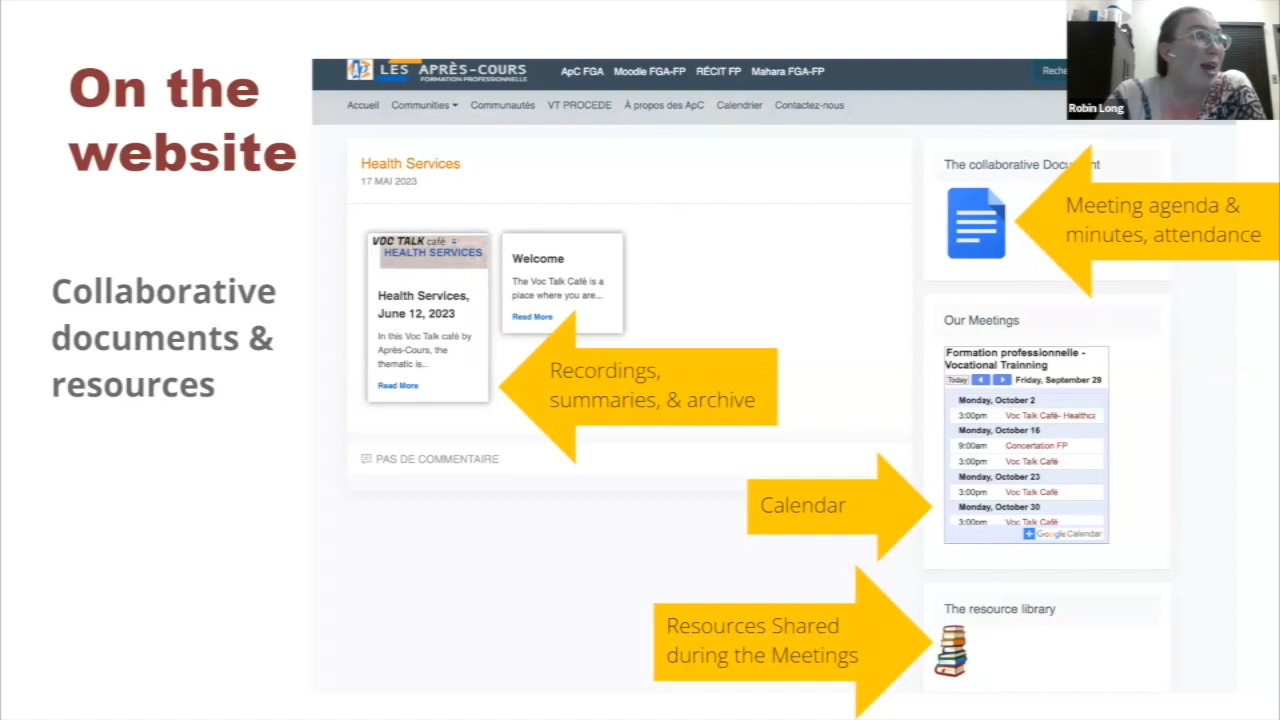 On the
website
Collaborative
documents &
resources
LES APRÈS-COURS
FORMATION PROFESSIONNELLE
ApC FGA Moodle FGA-FP RÉCIT FP Mahara FGA-FP
Reche
Accueil Communities Communautés VT PROCEDE À propos des ApC Calendrier Contactez-nous
Robin Long
Health Services
17 MAI 2023
VOC TALK café
HEALTH SERVICES
Health Services,
June 12, 2023
In this Voc Talk café by
Après-Cours, the
thematic is...
Read More
Welcome
The Voc Talk Café is a
place where you are...
Read More
Recordings,
summaries, & archive
PAS DE COMMENTAIRE
The collaborative Document
Meeting agenda &
minutes, attendance
Our Meetings
Formation professionnelle -
Vocational Trainning
Today Friday, September 29
Monday, October 2
3:00pm Voc Talk Café- Healthca
Monday, October 16
9:00am Concertation FP
3:00pm Voc Talk Café
Monday, October 23
3:00pm Voc Talk Café
Monday, October 30
3:00pm Voc Talk Café
Google Calendar
Calendar
The resource library
Resources Shared
during the Meetings